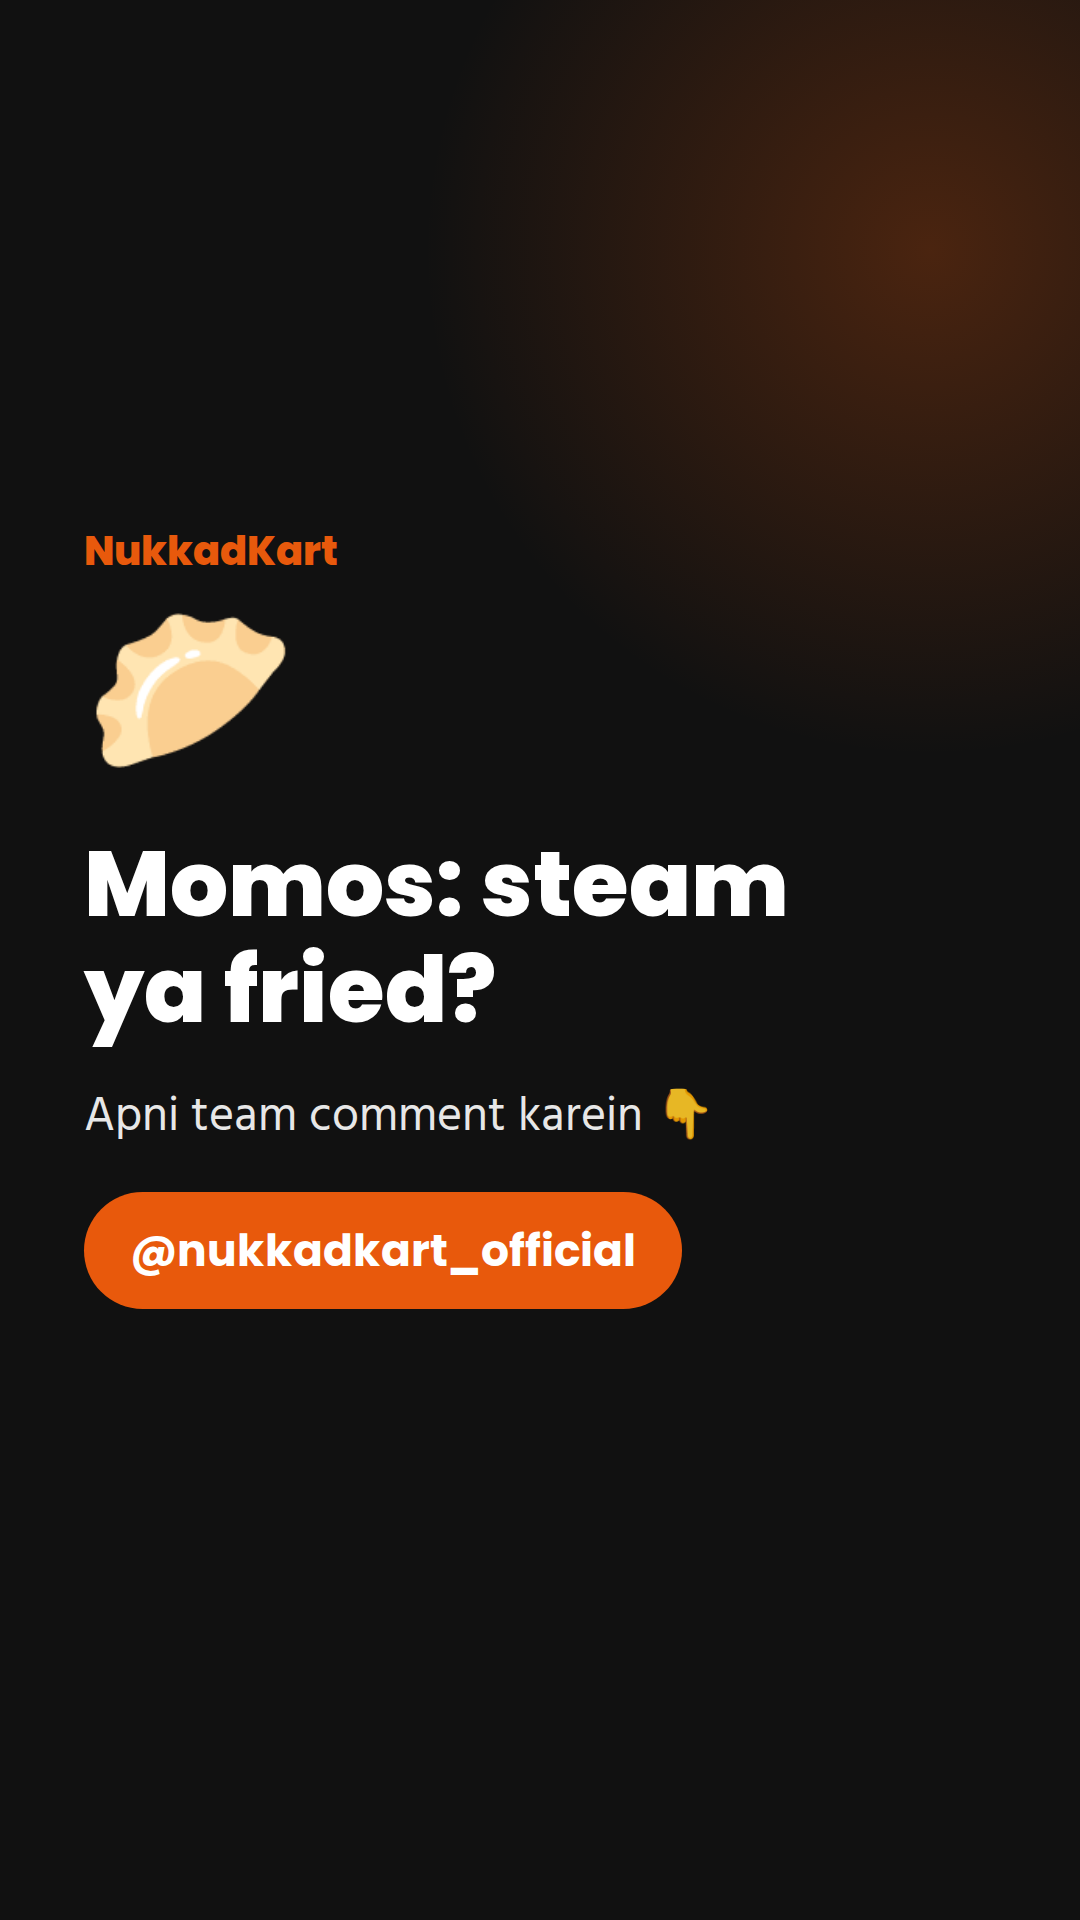 NukkadKart
Momos: steam
ya fried?
Apni team comment karein 👇
@nukkadkart_official